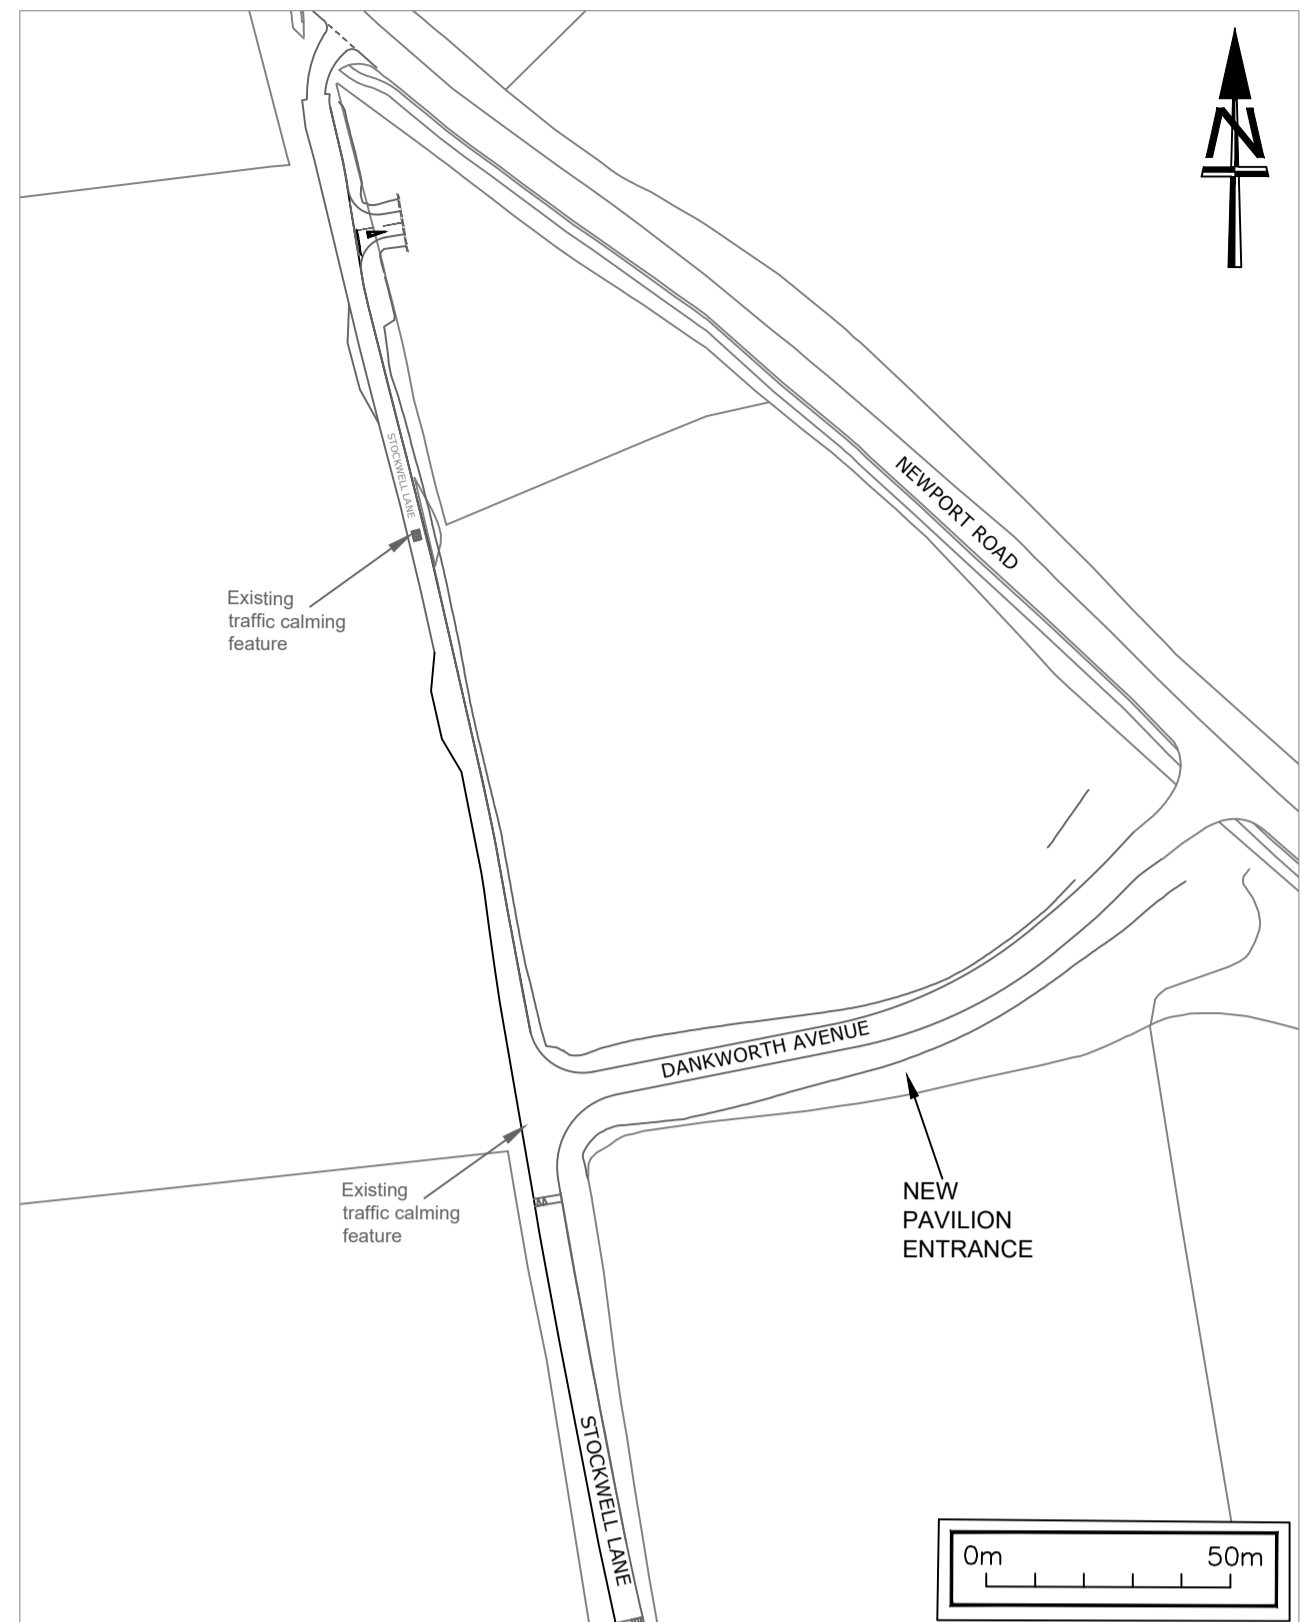 N
STOCKWELL LANE
NEWPORT ROAD
Existing
traffic calming
feature
DANKWORTH AVENUE
Existing
traffic calming
feature
NEW
PAVILION
ENTRANCE
STOCKWELL LANE
0m 50m